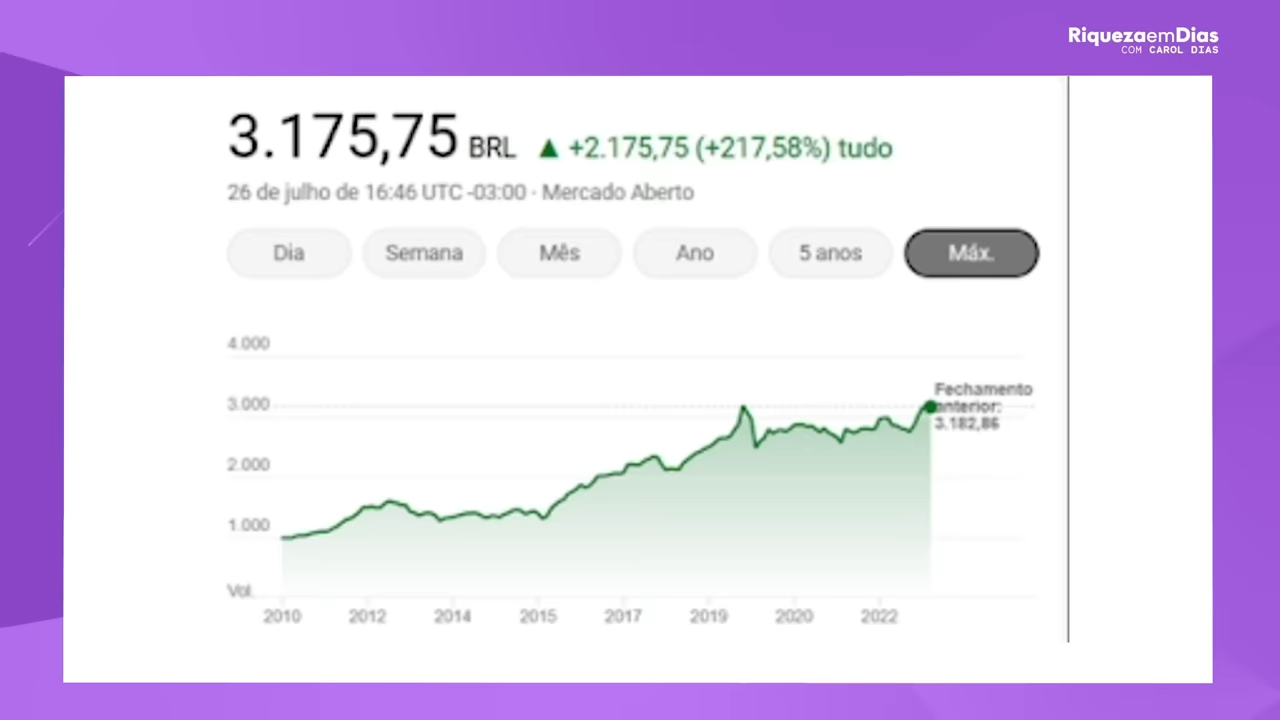 RiquezaemDias
COM CAROL DIAS
3.175,75 BRL ▲ +2.175,75 (+217,58%) tudo
26 de julho de 16:46 UTC -03:00 · Mercado Aberto
Dia Semana Mês Ano 5 anos Máx.
4.000
Fechamento
3.000 anterior:
3.182,86
2.000
1.000
Vol.
2010 2012 2014 2015 2017 2019 2020 2022